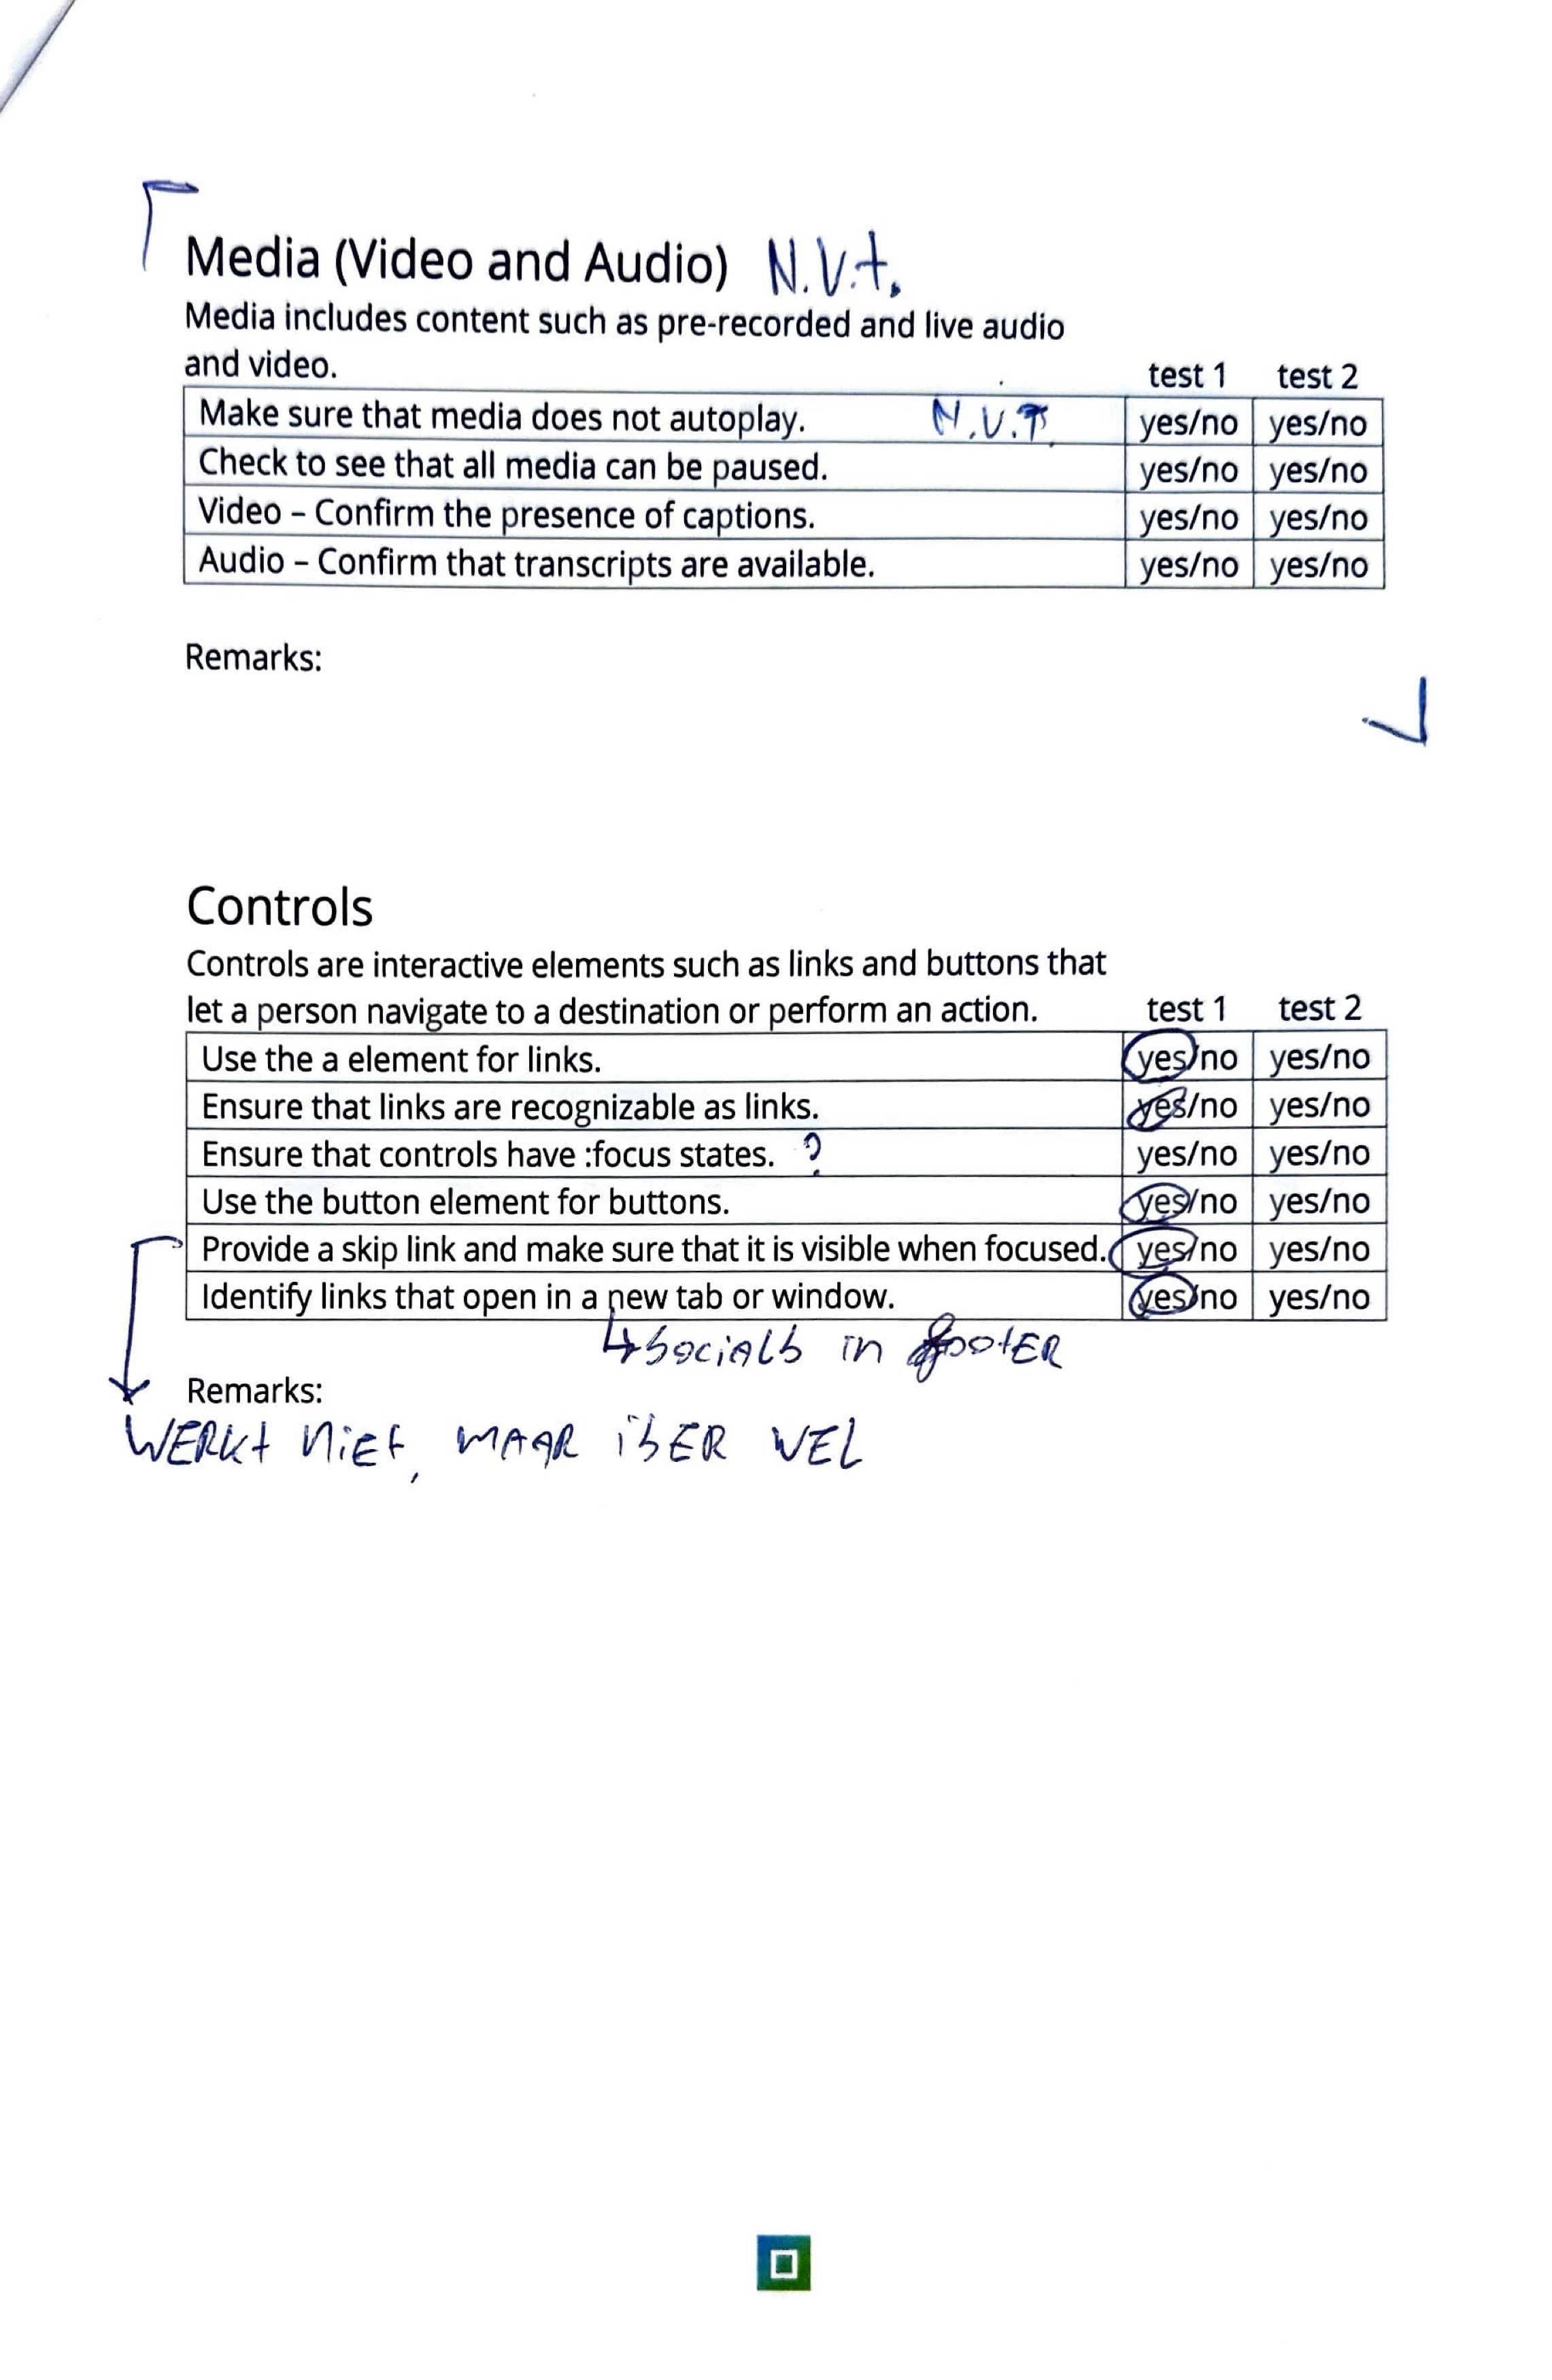 Media (Video and Audio) N.V.t.
Media includes content such as pre-recorded and live audio
and video. test 1 test 2
Make sure that media does not autoplay. N.V.T. yes/no yes/no
Check to see that all media can be paused. yes/no yes/no
Video – Confirm the presence of captions. yes/no yes/no
Audio – Confirm that transcripts are available. yes/no yes/no
Remarks:
Controls
Controls are interactive elements such as links and buttons that
let a person navigate to a destination or perform an action. test 1 test 2
Use the a element for links. yes/no yes/no
Ensure that links are recognizable as links. yes/no yes/no
Ensure that controls have :focus states. ? yes/no yes/no
Use the button element for buttons. yes/no yes/no
Provide a skip link and make sure that it is visible when focused. yes/no yes/no
Identify links that open in a new tab or window. yes/no yes/no
↳ socials in footER
Remarks:
WERKt niEt, MAAR isER WEL